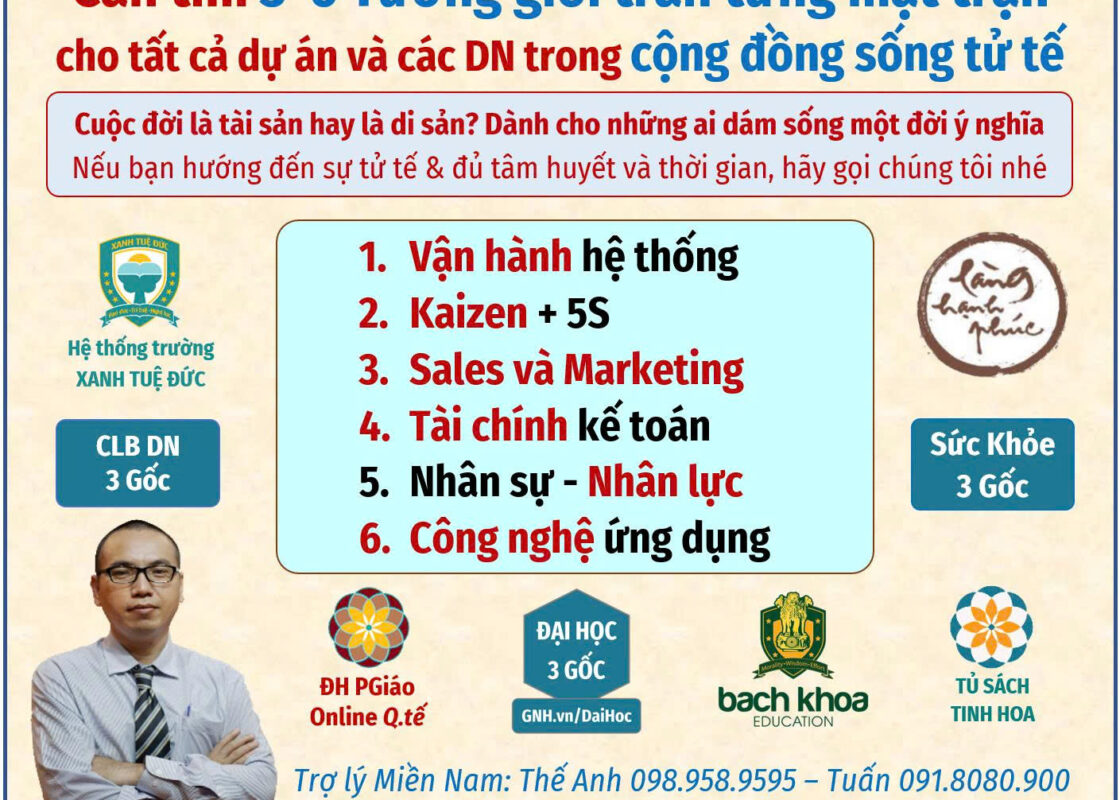 cho tất cả dự án và các DN trong cộng đồng sống tử tế
Cuộc đời là tài sản hay là di sản? Dành cho những ai dám sống một đời ý nghĩa
Nếu bạn hướng đến sự tử tế & đủ tâm huyết và thời gian, hãy gọi chúng tôi nhé
XANH TUỆ ĐỨC
Hệ thống trường
XANH TUỆ ĐỨC
CLB DN
3 Gốc
1. Vận hành hệ thống
2. Kaizen + 5S
3. Sales và Marketing
4. Tài chính kế toán
5. Nhân sự - Nhân lực
6. Công nghệ ứng dụng
làng
hạnh
phúc
Sức Khỏe
3 Gốc
ĐH PGiáo
Online Q.tế
ĐẠI HỌC
3 GỐC
GNH.vn/DaiHoc
Morality-Wisdom-Effort
bach khoa
EDUCATION
TỦ SÁCH
TINH HOA
Trợ lý Miền Nam: Thế Anh 098.958.9595 – Tuấn 091.8080.900